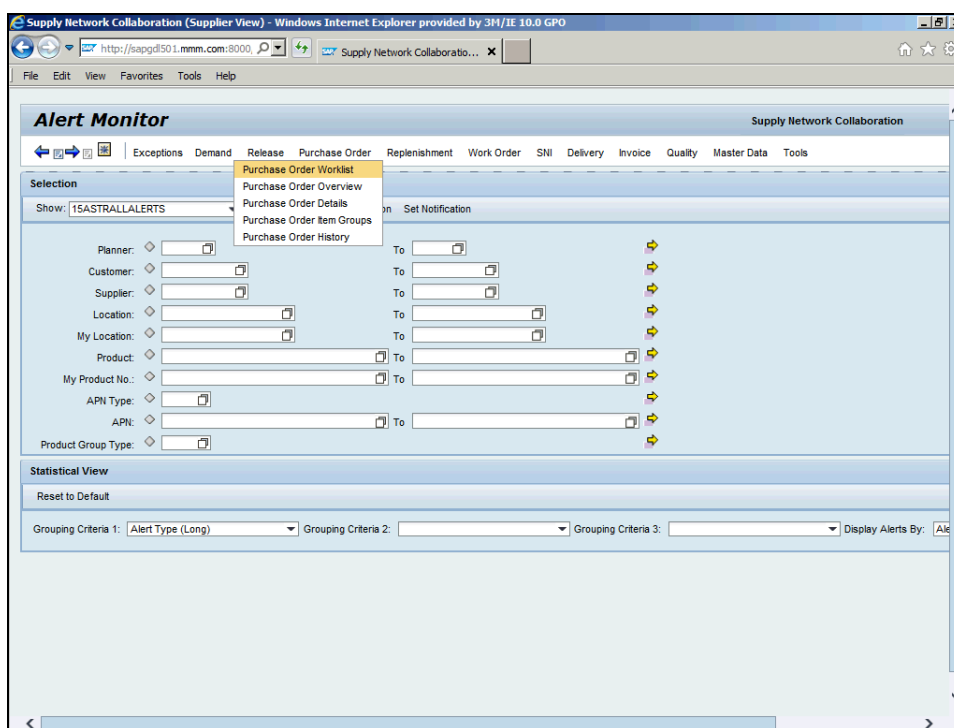 Supply Network Collaboration (Supplier View) - Windows Internet Explorer provided by 3M/IE 10.0 GPO
http://sapgdl501.mmm.com:8000, Supply Network Collaboratio...
File Edit View Favorites Tools Help
Alert Monitor Supply Network Collaboration
Exceptions Demand Release Purchase Order Replenishment Work Order SNI Delivery Invoice Quality Master Data Tools
Purchase Order Worklist
Selection
Purchase Order Overview
Show: 15ASTRALLALERTS Purchase Order Details on Set Notification
Purchase Order Item Groups
Purchase Order History
Planner: To
Customer: To
Supplier: To
Location: To
My Location: To
Product: To
My Product No.: To
APN Type:
APN: To
Product Group Type:
Statistical View
Reset to Default
Grouping Criteria 1: Alert Type (Long) Grouping Criteria 2: Grouping Criteria 3: Display Alerts By: Ale